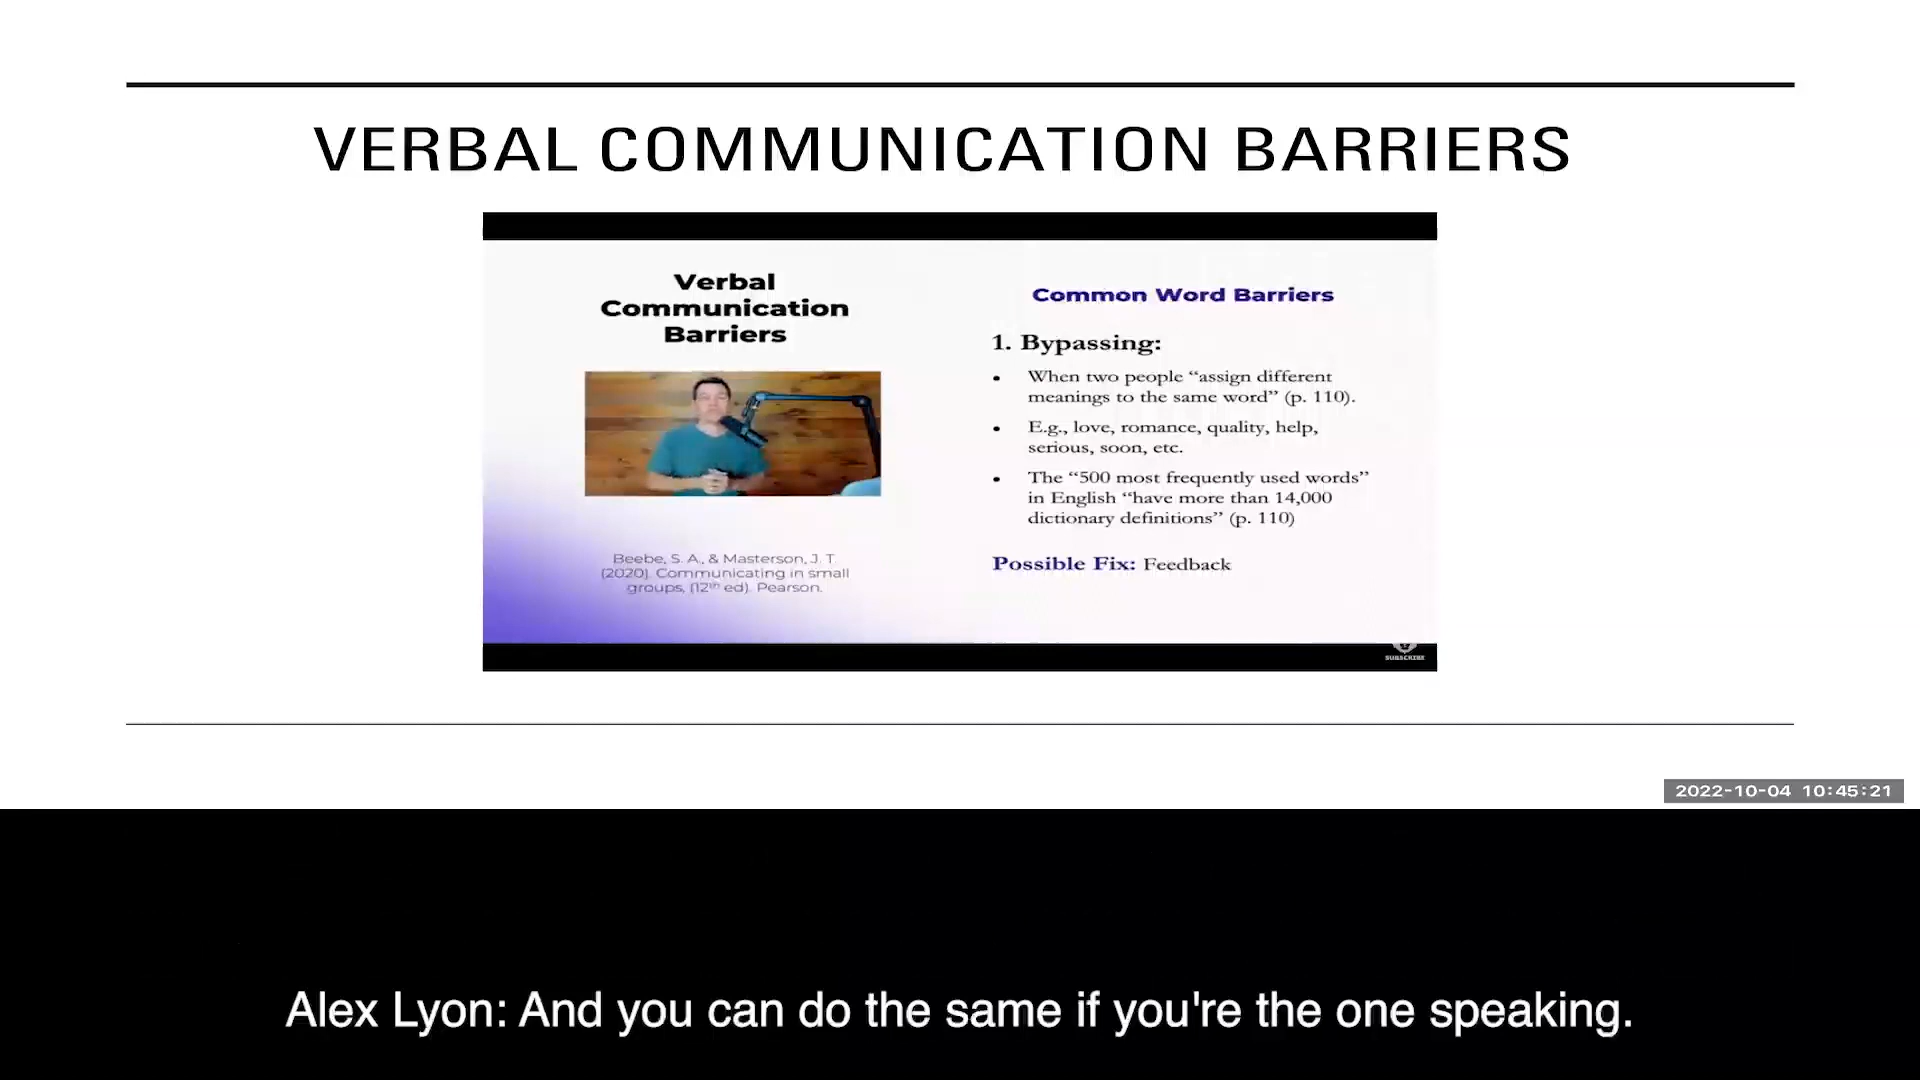 VERBAL COMMUNICATION BARRIERS
Verbal
Communication
Barriers
Beebe, S. A., & Masterson, J. T.
(2020). Communicating in small
groups, (12th ed). Pearson.
Common Word Barriers
1. Bypassing:
• When two people “assign different
meanings to the same word” (p. 110).
• E.g., love, romance, quality, help,
serious, soon, etc.
• The “500 most frequently used words”
in English “have more than 14,000
dictionary definitions” (p. 110)
Possible Fix: Feedback
SUBSCRIBE
2022-10-04 10:45:21
Alex Lyon: And you can do the same if you're the one speaking.